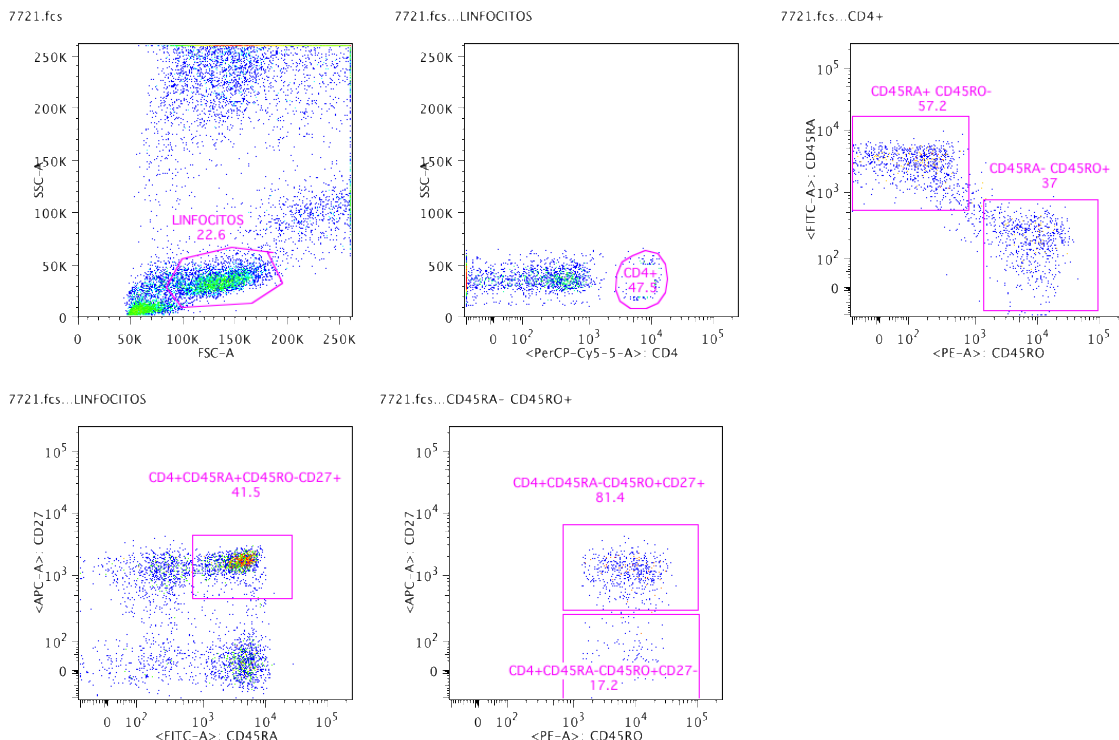 7721.fcs
250K
200K
150K
100K
50K
0
SSC-A
LINFOCITOS
22.6
0 50K 100K 150K 200K 250K
FSC-A
7721.fcs...LINFOCITOS
250K
200K
150K
100K
50K
0
SSC-A
CD4+
47.5
0 10^2 10^3 10^4 10^5
<PerCP-Cy5-5-A>: CD4
7721.fcs...CD4+
10^5
10^4
10^3
10^2
0
<FITC-A>: CD45RA
CD45RA+ CD45RO-
57.2
CD45RA- CD45RO+
37
0 10^2 10^3 10^4 10^5
<PE-A>: CD45RO
7721.fcs...LINFOCITOS
10^5
10^4
10^3
10^2
0
<APC-A>: CD27
CD4+CD45RA+CD45RO-CD27+
41.5
0 10^2 10^3 10^4 10^5
<FITC-A>: CD45RA
7721.fcs...CD45RA- CD45RO+
10^5
10^4
10^3
10^2
0
<APC-A>: CD27
CD4+CD45RA-CD45RO+CD27+
81.4
CD4+CD45RA-CD45RO+CD27-
17.2
0 10^2 10^3 10^4 10^5
<PE-A>: CD45RO